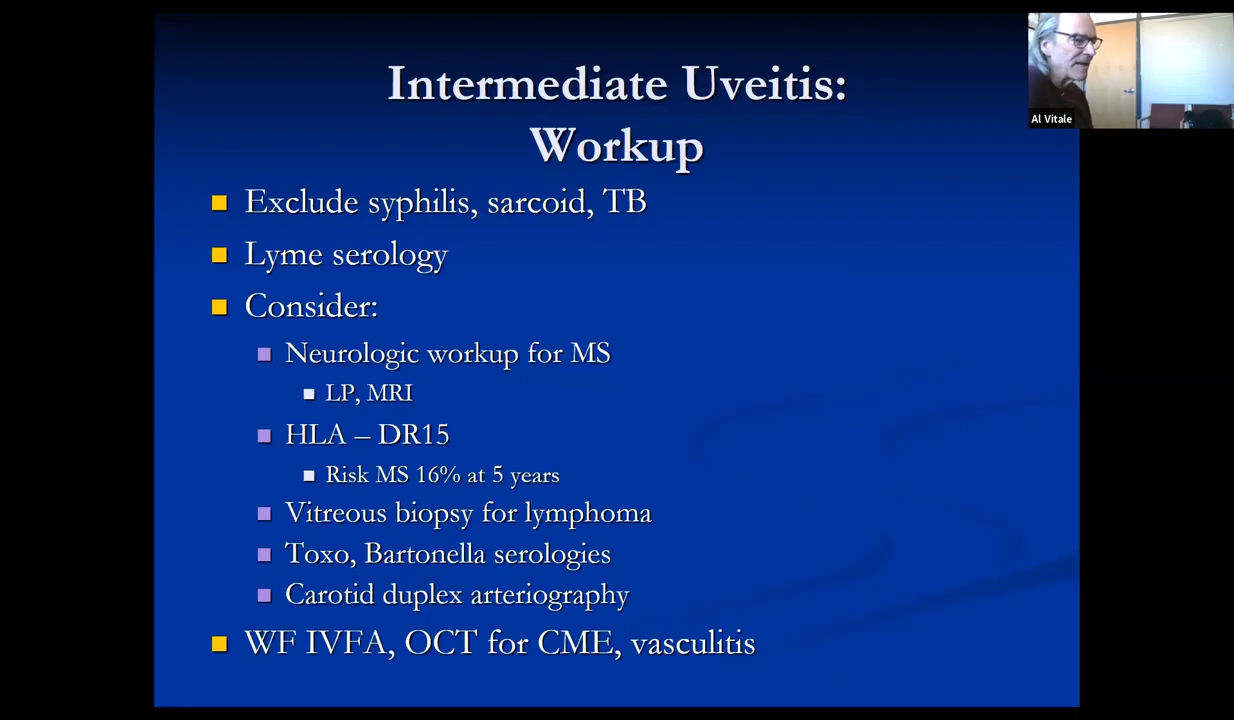 Intermediate Uveitis:
Workup
Exclude syphilis, sarcoid, TB
Lyme serology
Consider:
Neurologic workup for MS
LP, MRI
HLA – DR15
Risk MS 16% at 5 years
Vitreous biopsy for lymphoma
Toxo, Bartonella serologies
Carotid duplex arteriography
WF IVFA, OCT for CME, vasculitis
Al Vitale